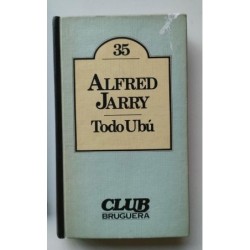 35
ALFRED
JARRY
Todo Ubú
CLUB
BRUGUERA